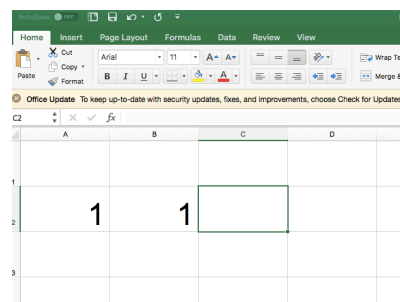 AutoSave OFF
Home Insert Page Layout Formulas Data Review View
Cut
Copy
Format
Paste
Arial 11 A A
B I U A
Wrap Te
Merge &
Office Update To keep up-to-date with security updates, fixes, and improvements, choose Check for Updates
C2 fx
A B C D
1
2 1 1
3